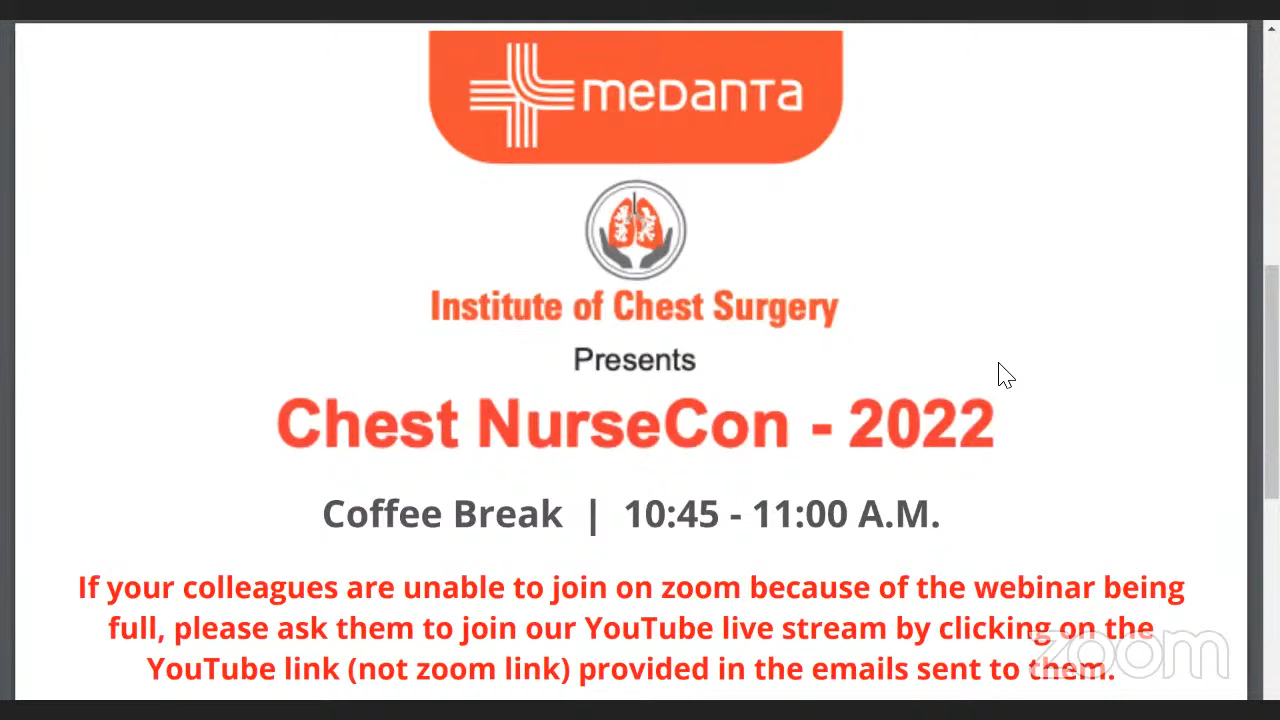 meDanTa
Institute of Chest Surgery
Presents
Chest NurseCon - 2022
Coffee Break | 10:45 - 11:00 A.M.
If your colleagues are unable to join on zoom because of the webinar being
full, please ask them to join our YouTube live stream by clicking on the
YouTube link (not zoom link) provided in the emails sent to them.
zoom